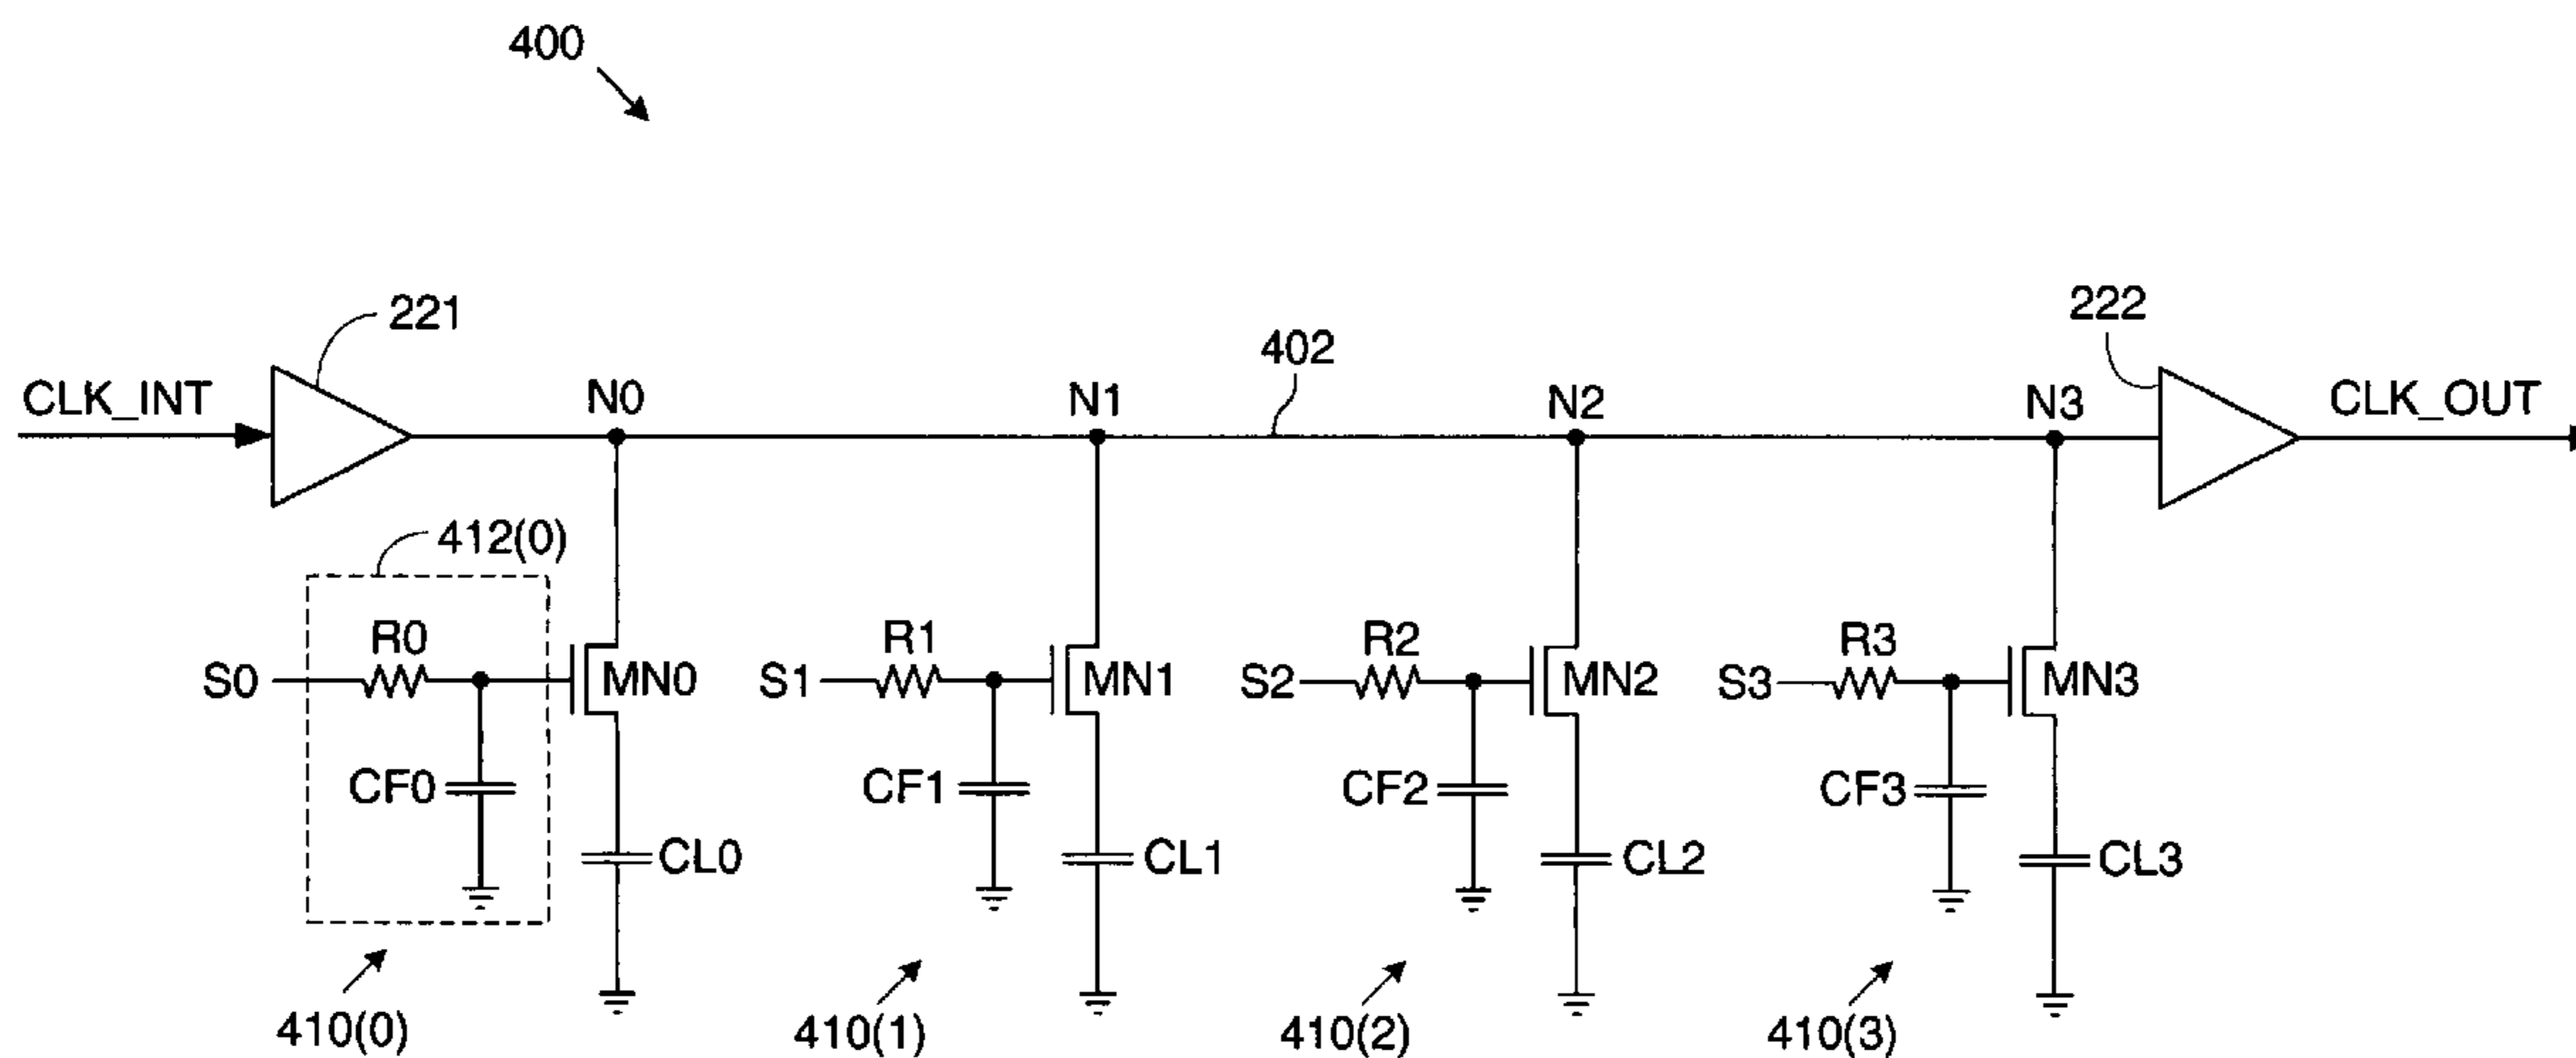 400
221
222
402
CLK_INT
N0
N1
N2
N3
CLK_OUT
412(0)
R0
R1
R2
R3
S0
MN0
S1
MN1
S2
MN2
S3
MN3
CF0
CF1
CF2
CF3
CL0
CL1
CL2
CL3
410(0)
410(1)
410(2)
410(3)